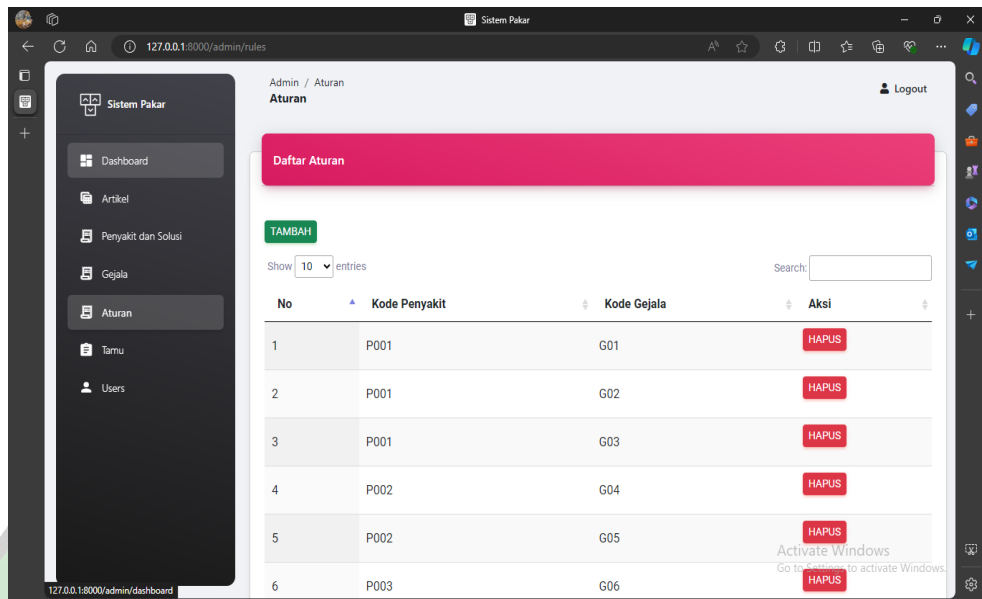 Sistem Pakar
127.0.0.1:8000/admin/rules
Sistem Pakar
Dashboard
Artikel
Penyakit dan Solusi
Gejala
Aturan
Tamu
Users
Admin / Aturan
Aturan
Logout
Daftar Aturan
TAMBAH
Show 10 entries
Search:
No Kode Penyakit Kode Gejala Aksi
1 P001 G01 HAPUS
2 P001 G02 HAPUS
3 P001 G03 HAPUS
4 P002 G04 HAPUS
5 P002 G05 HAPUS
6 P003 G06 HAPUS
Activate Windows
Go to Settings to activate Windows.
127.0.0.1:8000/admin/dashboard